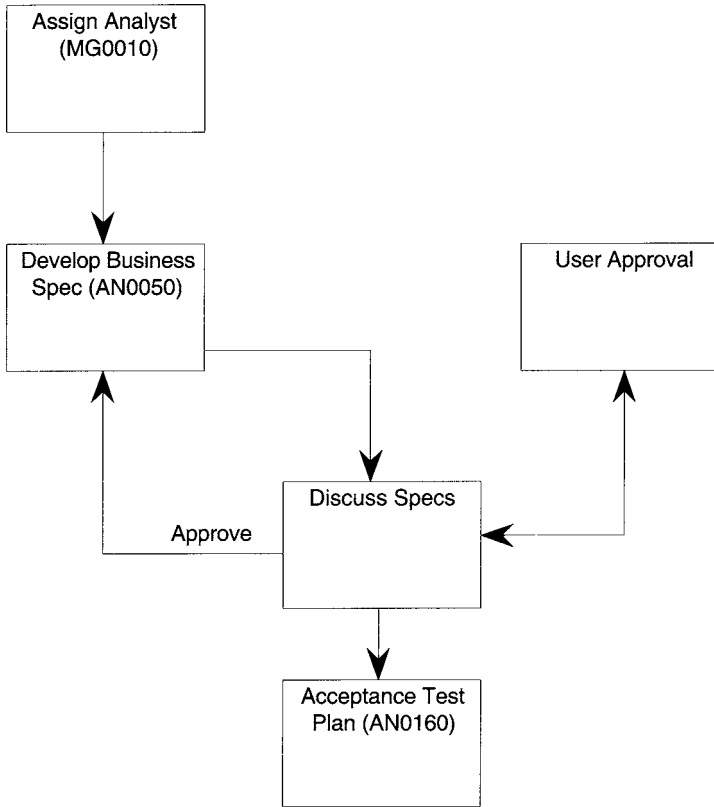 Assign Analyst
(MG0010)
Develop Business
Spec (AN0050)
User Approval
Discuss Specs
Approve
Acceptance Test
Plan (AN0160)